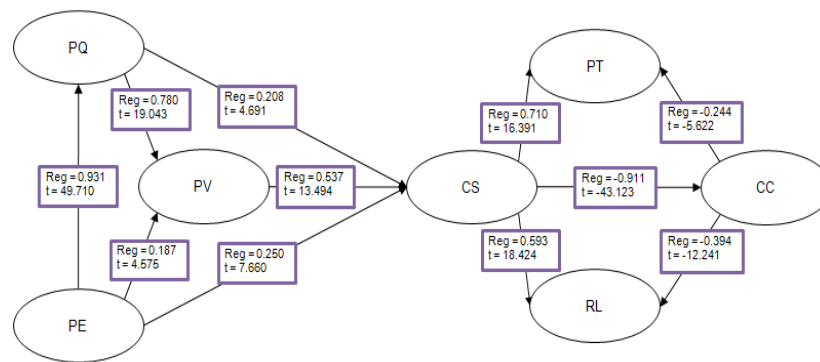 PQ
PT
Reg = 0.780
t = 19.043
Reg = 0.208
t = 4.691
Reg = 0.710
t = 16.391
Reg = -0.244
t = -5.622
Reg = 0.931
t = 49.710
PV
Reg = 0.537
t = 13.494
CS
Reg = -0.911
t = -43.123
CC
Reg = 0.187
t = 4.575
Reg = 0.250
t = 7.660
Reg = 0.593
t = 18.424
Reg = -0.394
t = -12.241
PE
RL